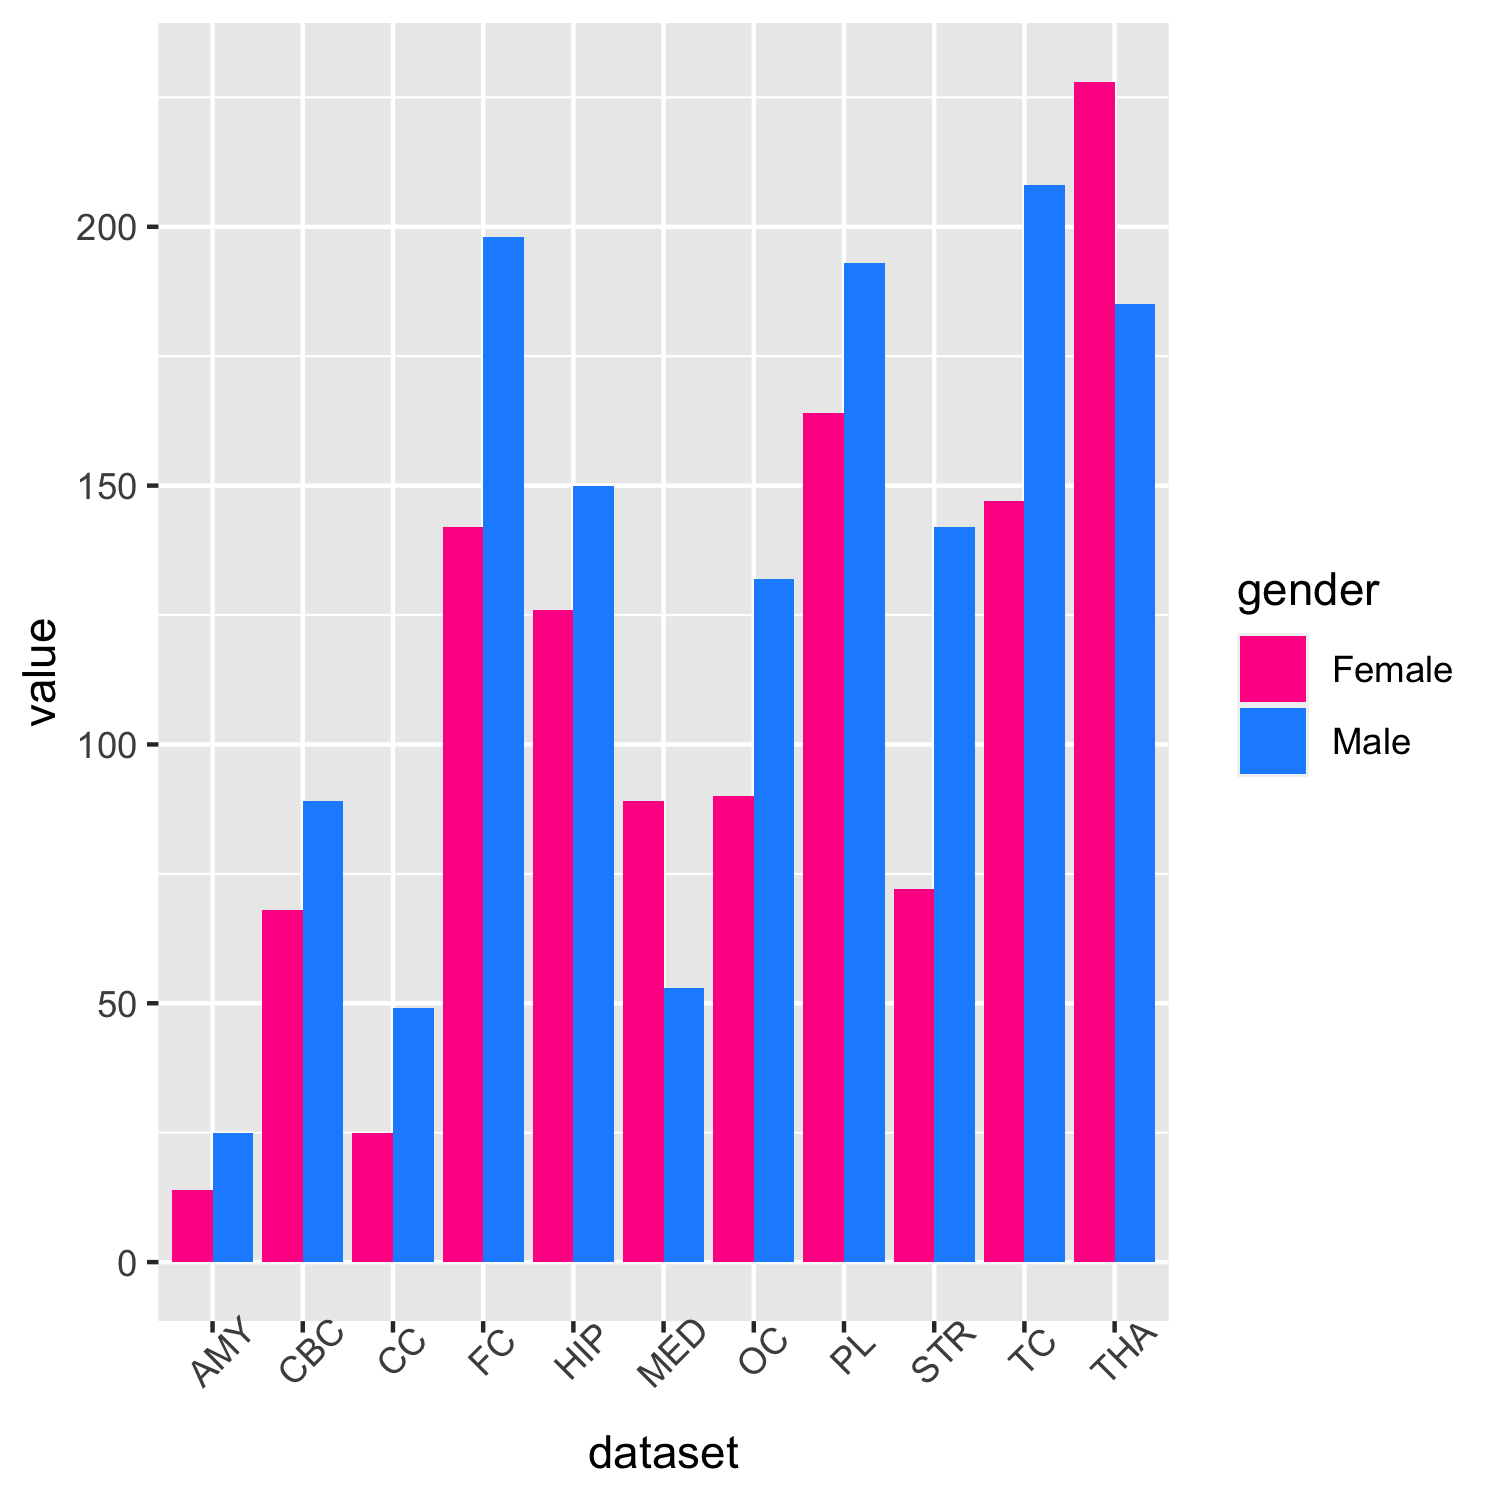 value
200
150
100
50
0
AMY CBC CC FC HIP MED OC PL STR TC THA
dataset
gender
Female
Male